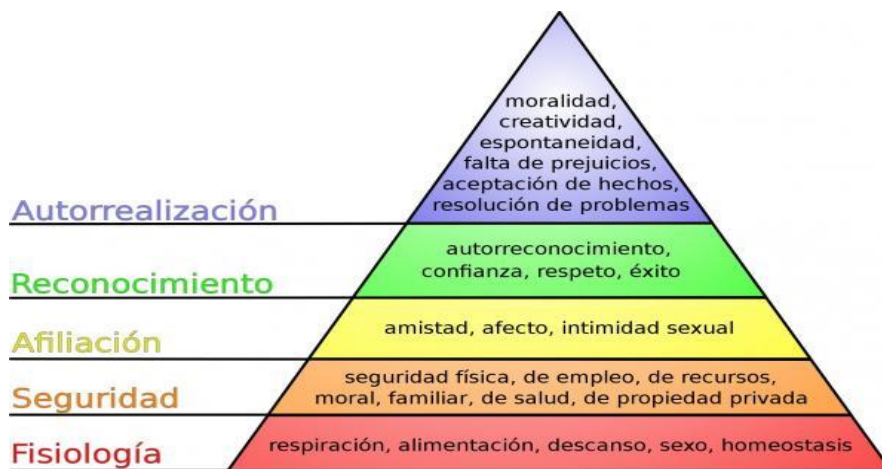 moralidad,
creatividad,
espontaneidad,
falta de prejuicios,
aceptación de hechos,
resolución de problemas
Autorrealización
autorreconocimiento,
confianza, respeto, éxito
Reconocimiento
amistad, afecto, intimidad sexual
Afiliación
seguridad física, de empleo, de recursos,
moral, familiar, de salud, de propiedad privada
Seguridad
respiración, alimentación, descanso, sexo, homeostasis
Fisiología